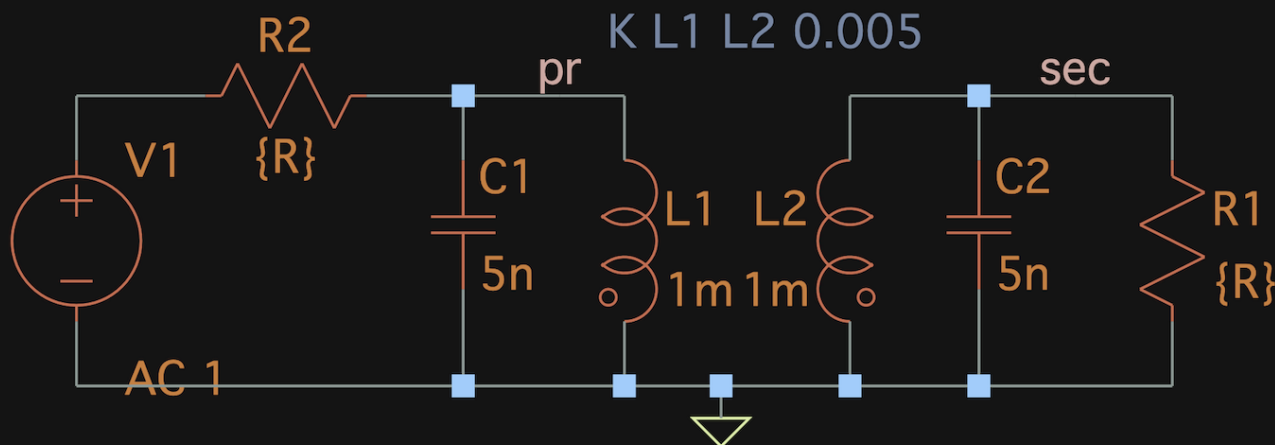 K L1 L2 0.005
R2
pr
sec
V1
{R}
C1
C2
L1
L2
R1
5n
1m
1m
5n
{R}
AC 1